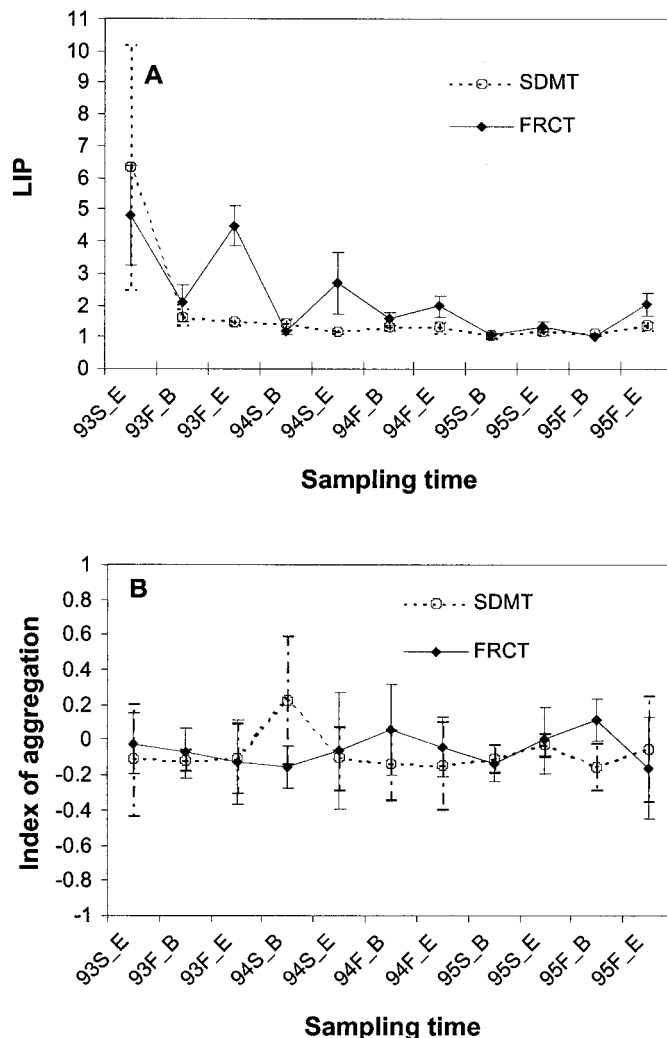 11
10
9
8
7
6
5
4
3
2
1
0
LIP
A
SDMT
FRCT
93S_E
93F_B
93F_E
94S_B
94S_E
94F_B
94F_E
95S_B
95S_E
95F_B
95F_E
Sampling time
1
0.8
0.6
0.4
0.2
0
-0.2
-0.4
-0.6
-0.8
-1
Index of aggregation
B
SDMT
FRCT
93S_E
93F_B
93F_E
94S_B
94S_E
94F_B
94F_E
95S_B
95S_E
95F_B
95F_E
Sampling time